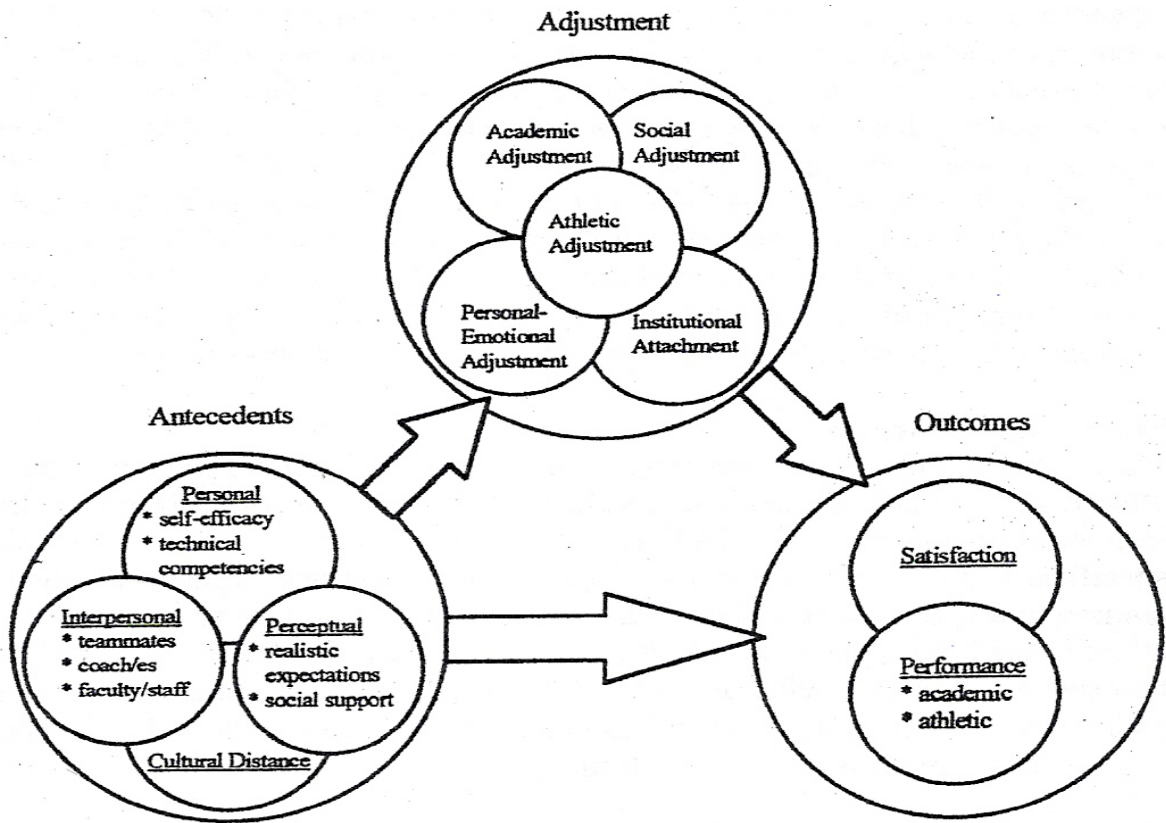 Adjustment
Academic
Adjustment
Social
Adjustment
Athletic
Adjustment
Personal-
Emotional
Adjustment
Institutional
Attachment
Antecedents
Personal
* self-efficacy
* technical
competencies
Interpersonal
* teammates
* coach/es
* faculty/staff
Perceptual
* realistic
expectations
* social support
Cultural Distance
Outcomes
Satisfaction
Performance
* academic
* athletic